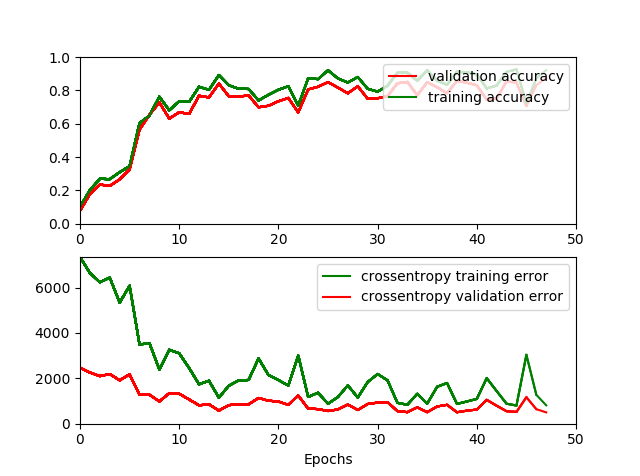 1.0
0.8
0.6
0.4
0.2
0.0
validation accuracy
training accuracy
0 10 20 30 40 50
6000
4000
2000
0
crossentropy training error
crossentropy validation error
0 10 20 30 40 50
Epochs